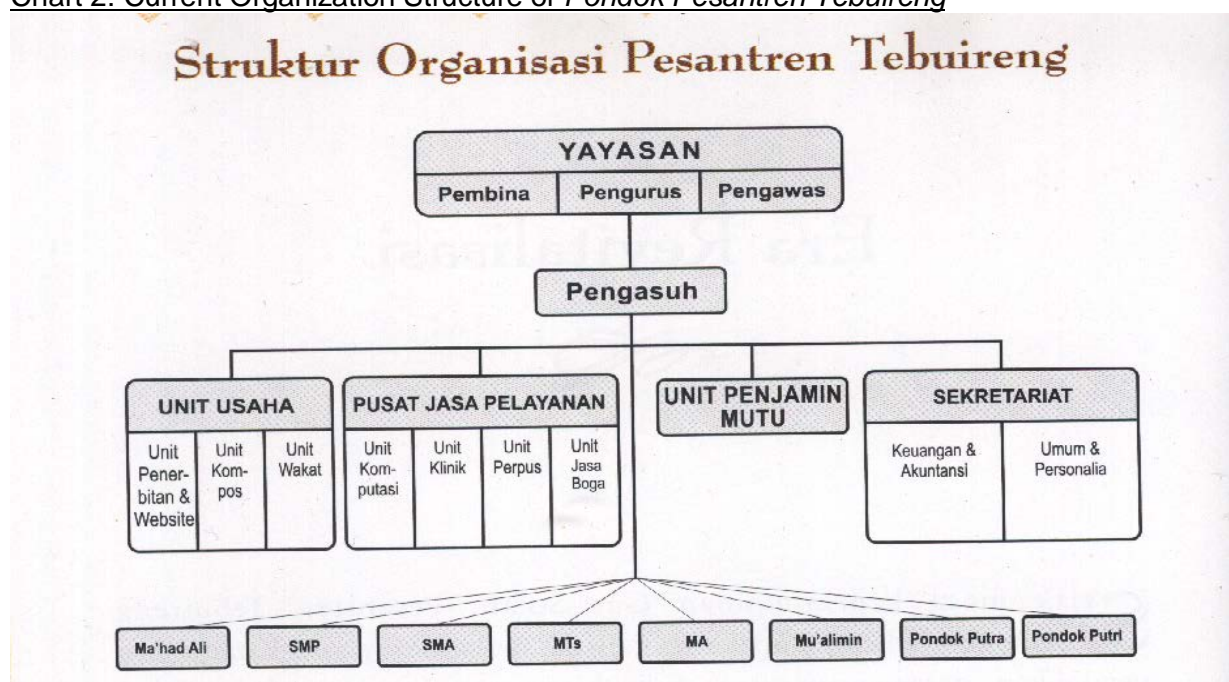 Chart 2: Current Organization Structure of Pondok Pesantren Tebuireng
Struktur Organisasi Pesantren Tebuireng
YAYASAN
Pembina Pengurus Pengawas
Pengasuh
UNIT USAHA
Unit
Pener-
bitan &
Website
Unit
Kom-
pos
Unit
Wakat
PUSAT JASA PELAYANAN
Unit
Kom-
putasi
Unit
Klinik
Unit
Perpus
Unit
Jasa
Boga
UNIT PENJAMIN
MUTU
SEKRETARIAT
Keuangan &
Akuntansi
Umum &
Personalia
Ma'had Ali
SMP
SMA
MTs
MA
Mu'alimin
Pondok Putra
Pondok Putri